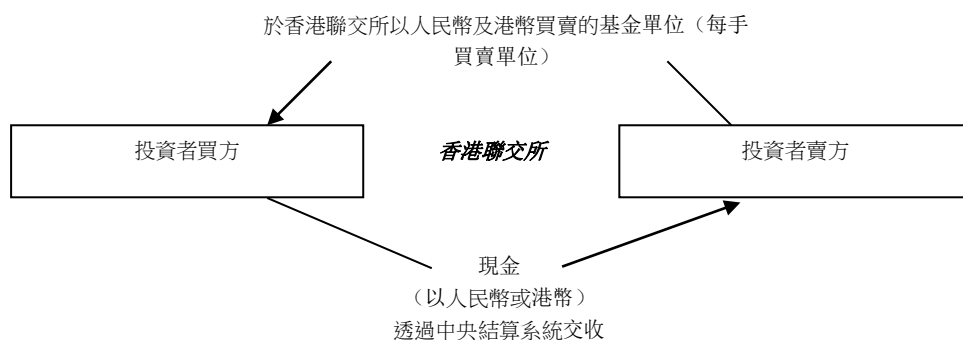 於香港聯交所以人民幣及港幣買賣的基金單位（每手
買賣單位）
投資者買方
香港聯交所
投資者賣方
現金
（以人民幣或港幣）
透過中央結算系統交收